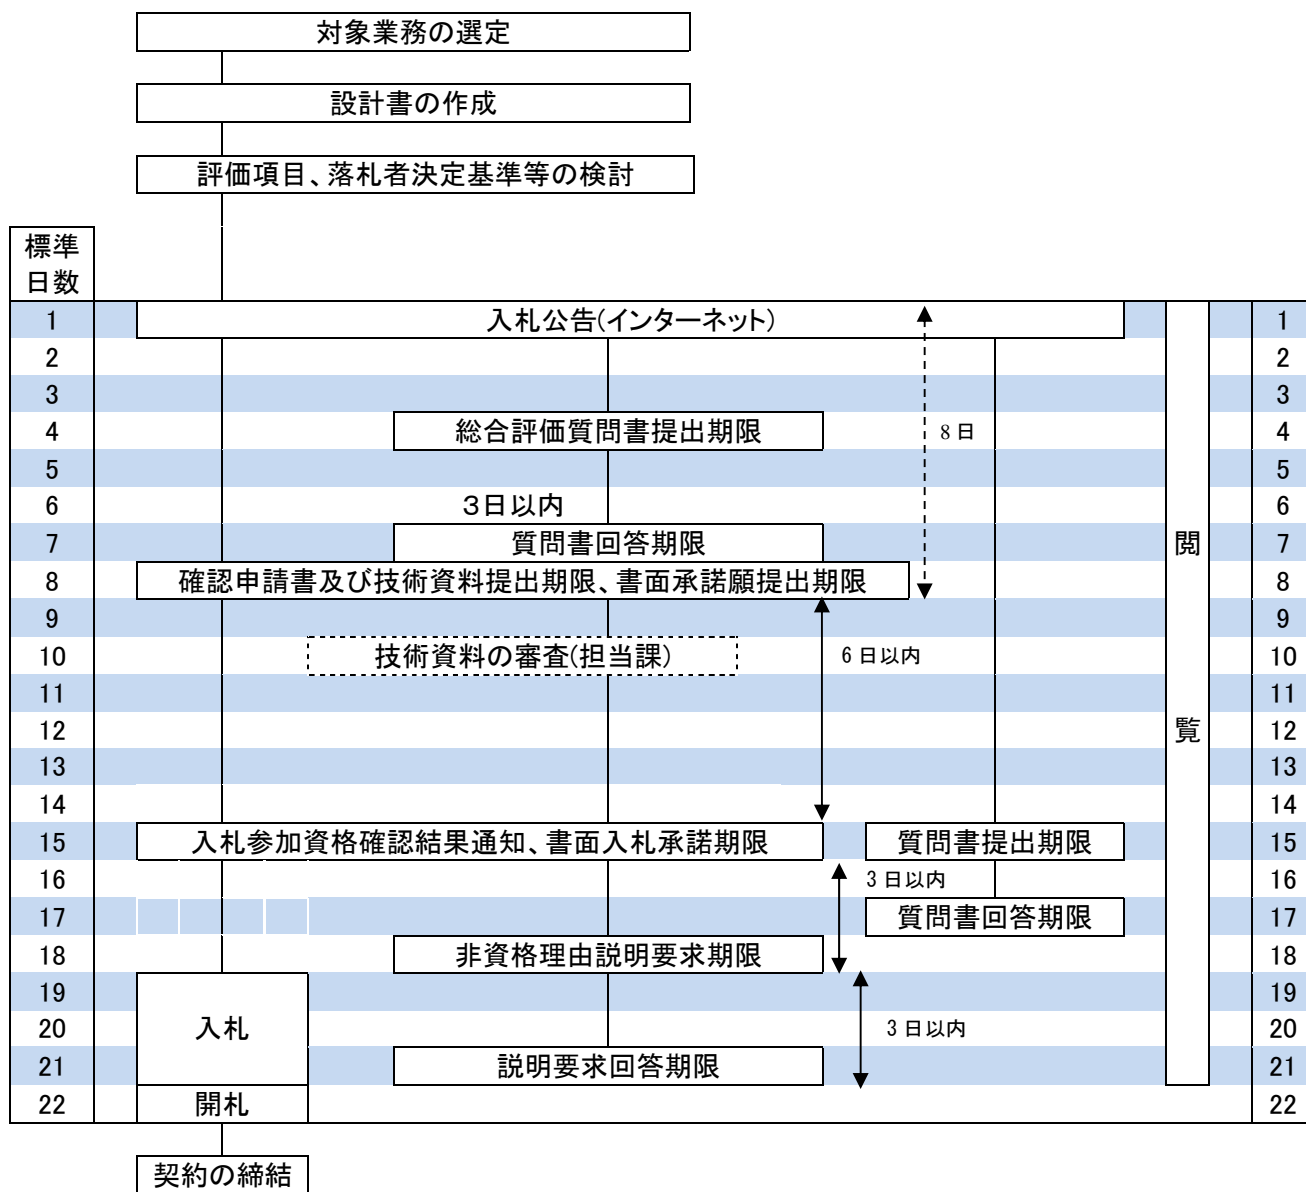 対象業務の選定
設計書の作成
評価項目、落札者決定基準等の検討
標準
日数
1 入札公告(インターネット) 1
2 2
3 3
4 総合評価質問書提出期限 8日 4
5 5
6 3日以内 6
7 質問書回答期限 閲 7
8 確認申請書及び技術資料提出期限、書面承諾願提出期限 8
9 9
10 技術資料の審査(担当課) 6日以内 10
11 11
12 覧 12
13 13
14 14
15 入札参加資格確認結果通知、書面入札承諾期限 質問書提出期限 15
16 3日以内 16
17 質問書回答期限 17
18 非資格理由説明要求期限 18
19 19
20 入札 3日以内 20
21 説明要求回答期限 21
22 開札 22
契約の締結